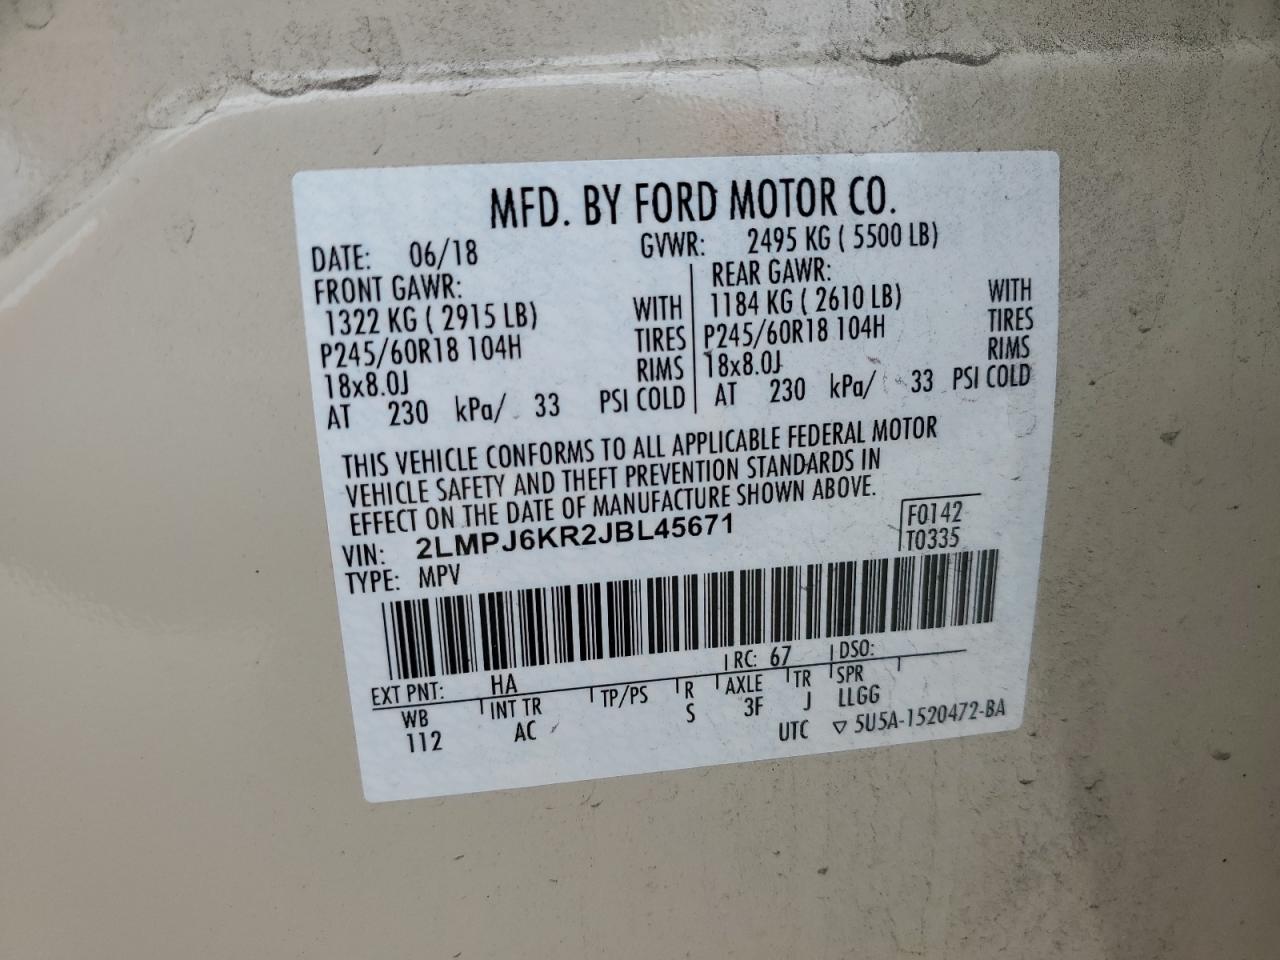 MFD. BY FORD MOTOR CO.
DATE: 06/18 GVWR: 2495 KG ( 5500 LB)
FRONT GAWR: REAR GAWR:
1322 KG ( 2915 LB) WITH 1184 KG ( 2610 LB) WITH
P245/60R18 104H TIRES P245/60R18 104H TIRES
18x8.0J RIMS 18x8.0J RIMS
AT 230 kPa/ 33 PSI COLD AT 230 kPa/ 33 PSI COLD
THIS VEHICLE CONFORMS TO ALL APPLICABLE FEDERAL MOTOR
VEHICLE SAFETY AND THEFT PREVENTION STANDARDS IN
EFFECT ON THE DATE OF MANUFACTURE SHOWN ABOVE.
VIN: 2LMPJ6KR2JBL45671 F0142
TYPE: MPV T0335
EXT PNT: HA RC: 67 DSO:
WB INT TR TP/PS R AXLE TR SPR
112 AC S 3F J LLGG
UTC ▽ 5U5A-1520472-BA